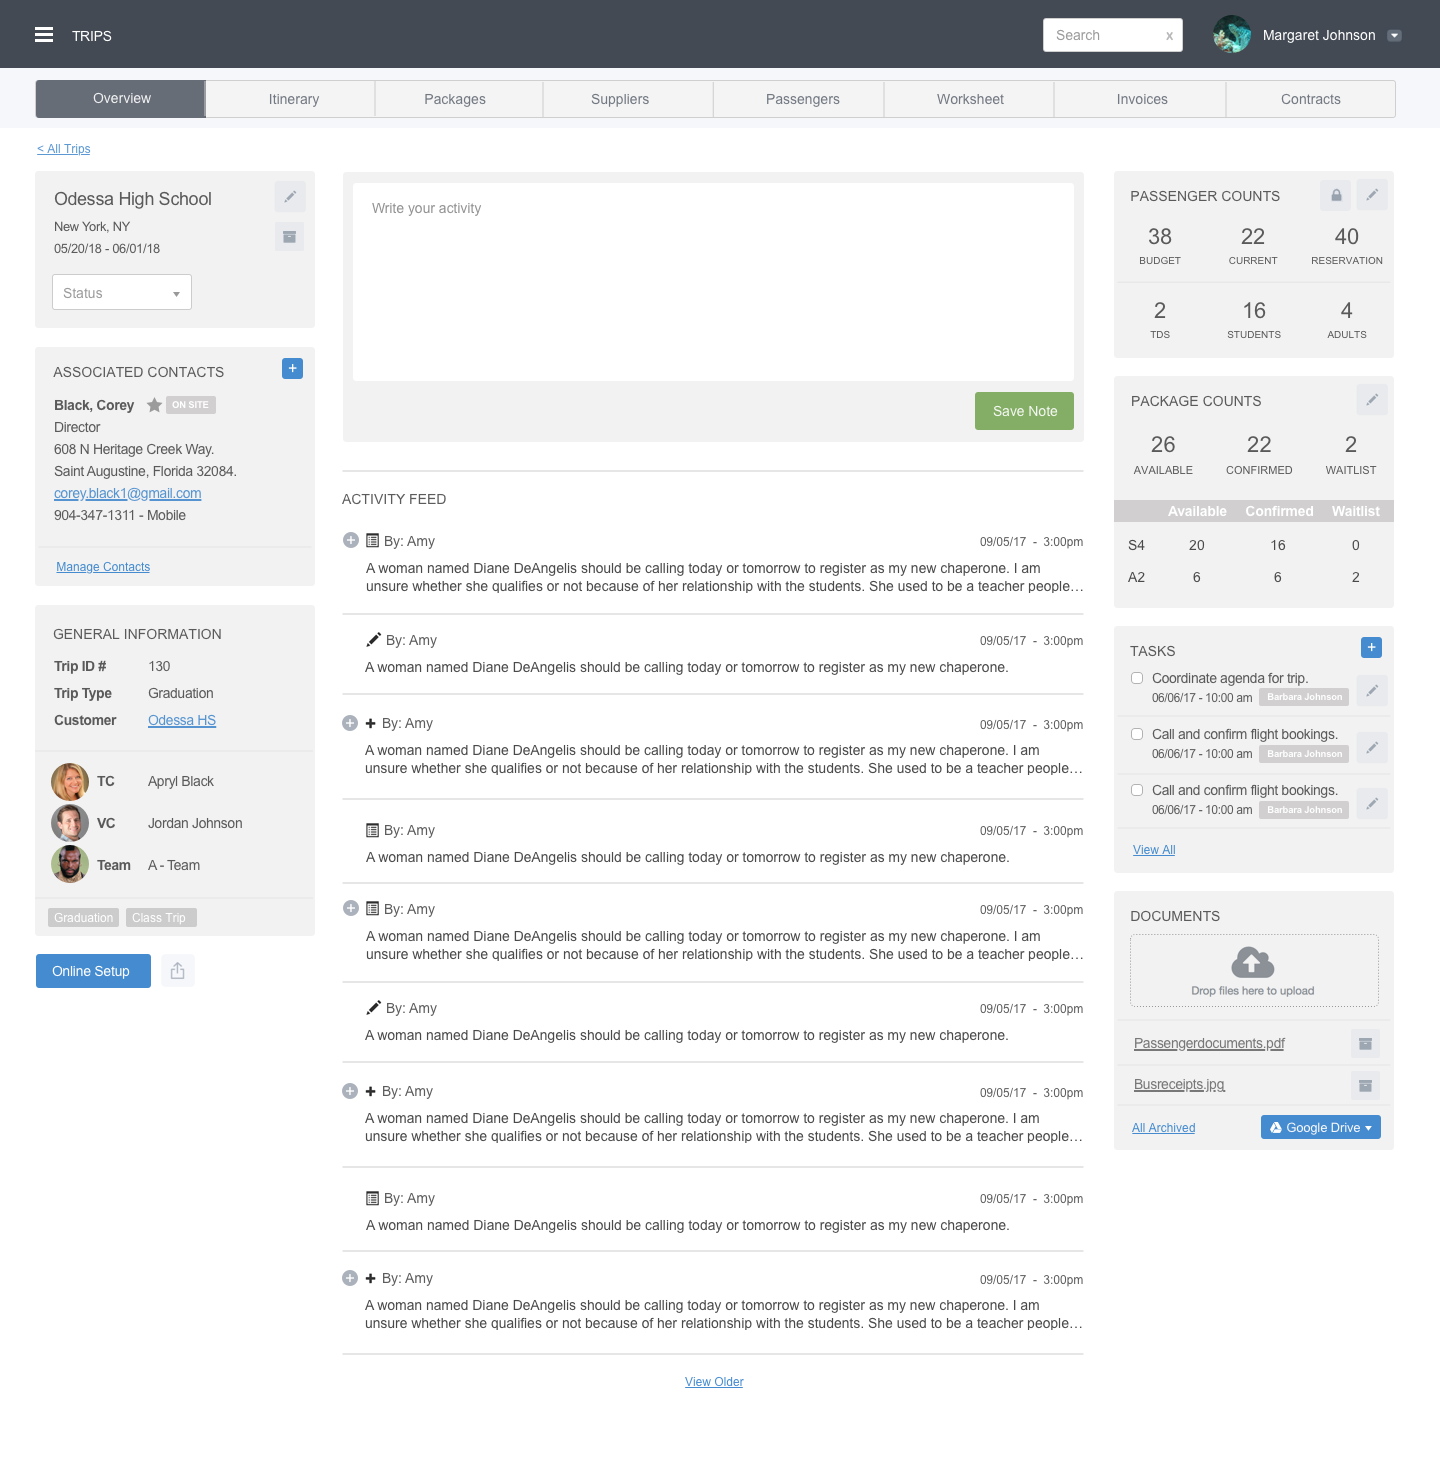 TRIPS
Search x
Margaret Johnson
Overview Itinerary Packages Suppliers Passengers Worksheet Invoices Contracts
< All Trips
Odessa High School
New York, NY
05/20/18 - 06/01/18
Status
ASSOCIATED CONTACTS
+
Black, Corey ON SITE
Director
608 N Heritage Creek Way.
Saint Augustine, Florida 32084.
corey.black1@gmail.com
904-347-1311 - Mobile
Manage Contacts
GENERAL INFORMATION
Trip ID # 130
Trip Type Graduation
Customer Odessa HS
TC Apryl Black
VC Jordan Johnson
Team A - Team
Graduation Class Trip
Online Setup
Write your activity
Save Note
ACTIVITY FEED
By: Amy 09/05/17 - 3:00pm
A woman named Diane DeAngelis should be calling today or tomorrow to register as my new chaperone. I am
unsure whether she qualifies or not because of her relationship with the students. She used to be a teacher people…
By: Amy 09/05/17 - 3:00pm
A woman named Diane DeAngelis should be calling today or tomorrow to register as my new chaperone.
By: Amy 09/05/17 - 3:00pm
A woman named Diane DeAngelis should be calling today or tomorrow to register as my new chaperone. I am
unsure whether she qualifies or not because of her relationship with the students. She used to be a teacher people…
By: Amy 09/05/17 - 3:00pm
A woman named Diane DeAngelis should be calling today or tomorrow to register as my new chaperone.
By: Amy 09/05/17 - 3:00pm
A woman named Diane DeAngelis should be calling today or tomorrow to register as my new chaperone. I am
unsure whether she qualifies or not because of her relationship with the students. She used to be a teacher people…
By: Amy 09/05/17 - 3:00pm
A woman named Diane DeAngelis should be calling today or tomorrow to register as my new chaperone.
By: Amy 09/05/17 - 3:00pm
A woman named Diane DeAngelis should be calling today or tomorrow to register as my new chaperone. I am
unsure whether she qualifies or not because of her relationship with the students. She used to be a teacher people…
By: Amy 09/05/17 - 3:00pm
A woman named Diane DeAngelis should be calling today or tomorrow to register as my new chaperone.
By: Amy 09/05/17 - 3:00pm
A woman named Diane DeAngelis should be calling today or tomorrow to register as my new chaperone. I am
unsure whether she qualifies or not because of her relationship with the students. She used to be a teacher people…
View Older
PASSENGER COUNTS
38 22 40
BUDGET CURRENT RESERVATION
2 16 4
TDS STUDENTS ADULTS
PACKAGE COUNTS
26 22 2
AVAILABLE CONFIRMED WAITLIST
Available Confirmed Waitlist
S4 20 16 0
A2 6 6 2
TASKS
+
Coordinate agenda for trip.
06/06/17 - 10:00 am Barbara Johnson
Call and confirm flight bookings.
06/06/17 - 10:00 am Barbara Johnson
Call and confirm flight bookings.
06/06/17 - 10:00 am Barbara Johnson
View All
DOCUMENTS
Drop files here to upload
Passengerdocuments.pdf
Busreceipts.jpg
All Archived Google Drive